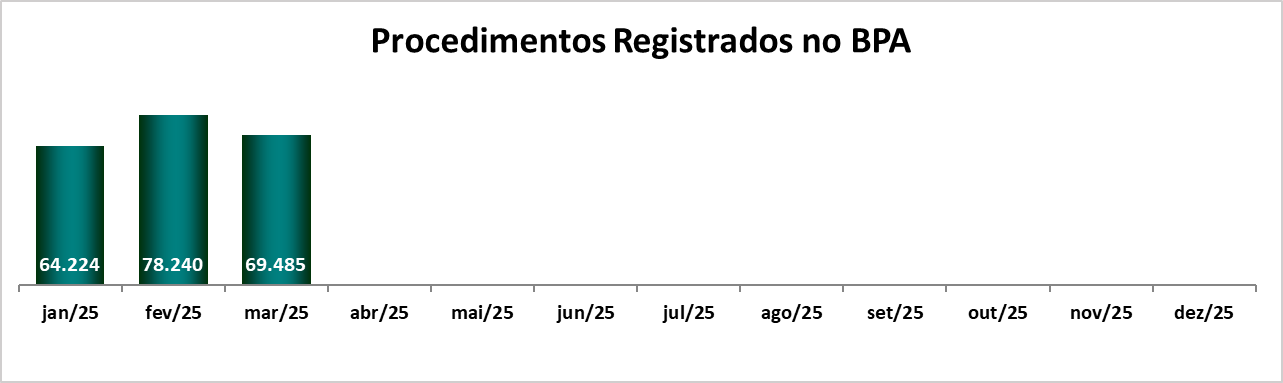 Procedimentos Registrados no BPA
64.224 78.240 69.485
jan/25 fev/25 mar/25 abr/25 mai/25 jun/25 jul/25 ago/25 set/25 out/25 nov/25 dez/25